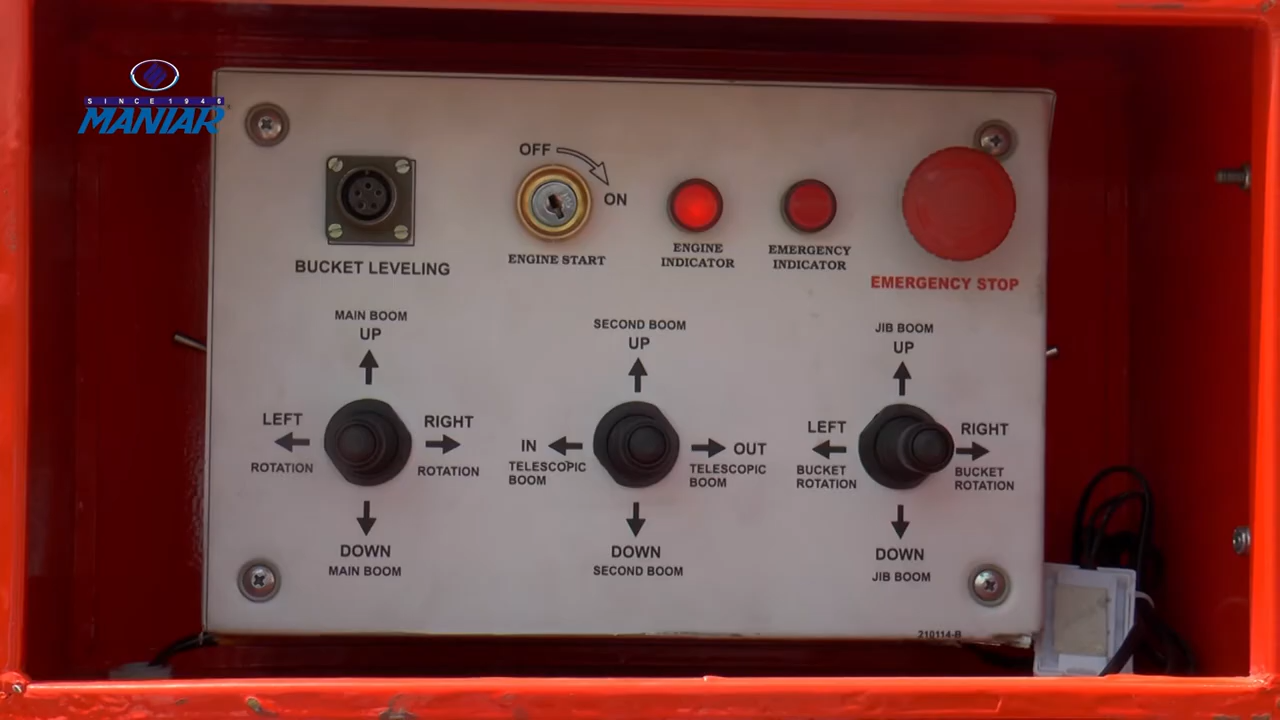 SINCE 1946
MANIAR
OFF
ON
BUCKET LEVELING
ENGINE START
ENGINE
INDICATOR
EMERGENCY
INDICATOR
EMERGENCY STOP
MAIN BOOM
UP
LEFT
ROTATION
RIGHT
ROTATION
DOWN
MAIN BOOM
SECOND BOOM
UP
IN
TELESCOPIC
BOOM
OUT
TELESCOPIC
BOOM
DOWN
SECOND BOOM
JIB BOOM
UP
LEFT
BUCKET
ROTATION
RIGHT
BUCKET
ROTATION
DOWN
JIB BOOM
210114-B